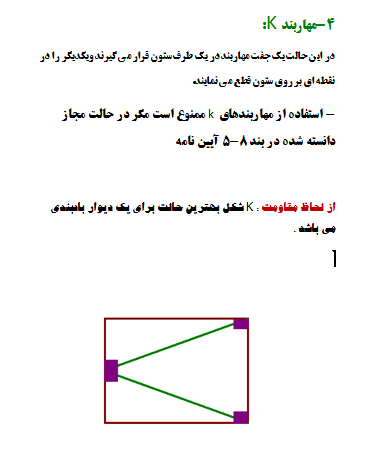 ۴-مهاربند K:
در این حالت یک جفت مهاربند در یک طرف ستون قرار می گیرند ویکدیگر را در
نقطه ای بر روی ستون قطع می نمایند.
- استفاده از مهاربندهای k ممنوع است مگر در حالت مجاز
دانسته شده در بند ۸-۵ آیین نامه
از لحاظ مقاومت ، K شکل بهترین حالت برای یک دیوار بادبندی
می باشد .